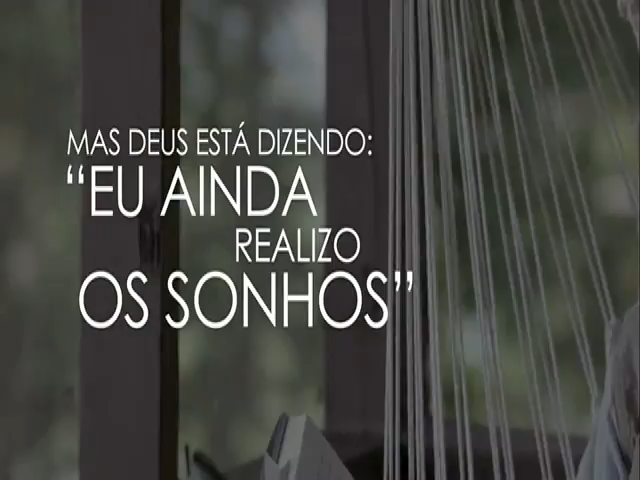 MAS DEUS ESTÁ DIZENDO:
“EU AINDA
REALIZO
OS SONHOS”